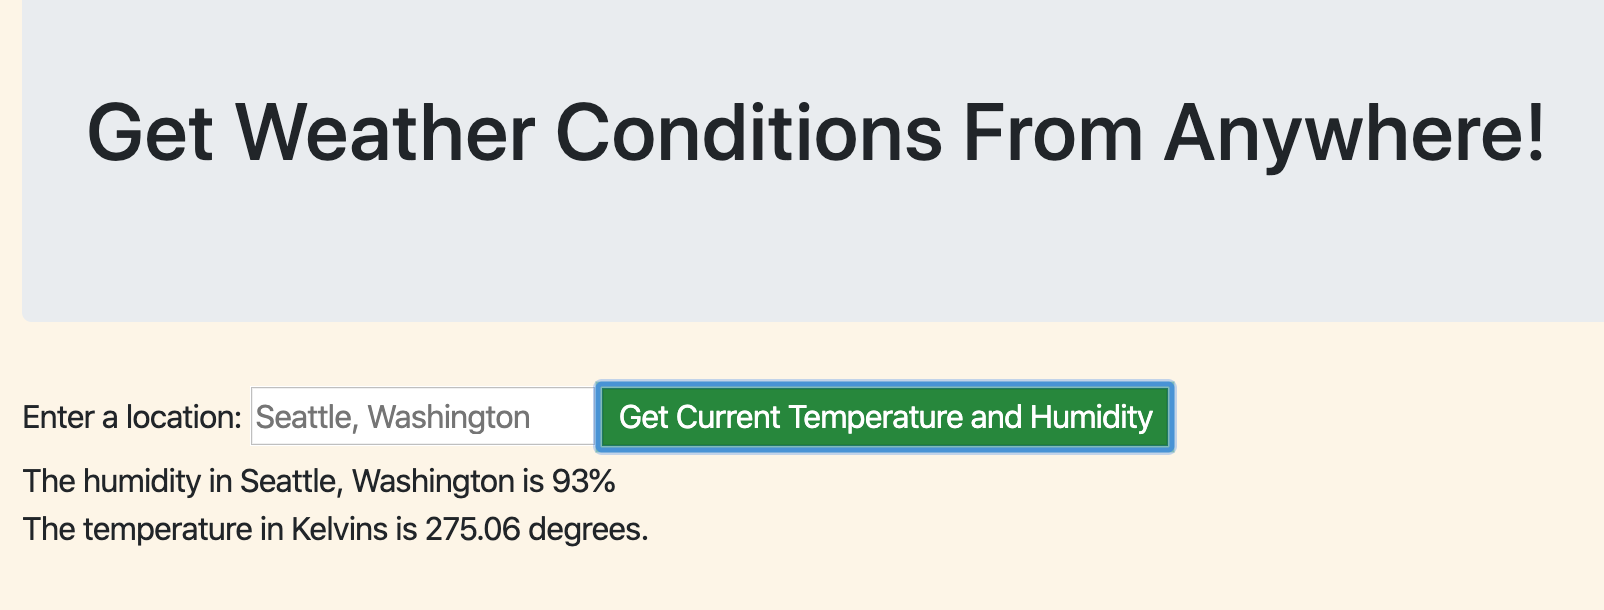 Get Weather Conditions From Anywhere!
Enter a location: Seattle, Washington Get Current Temperature and Humidity
The humidity in Seattle, Washington is 93%
The temperature in Kelvins is 275.06 degrees.